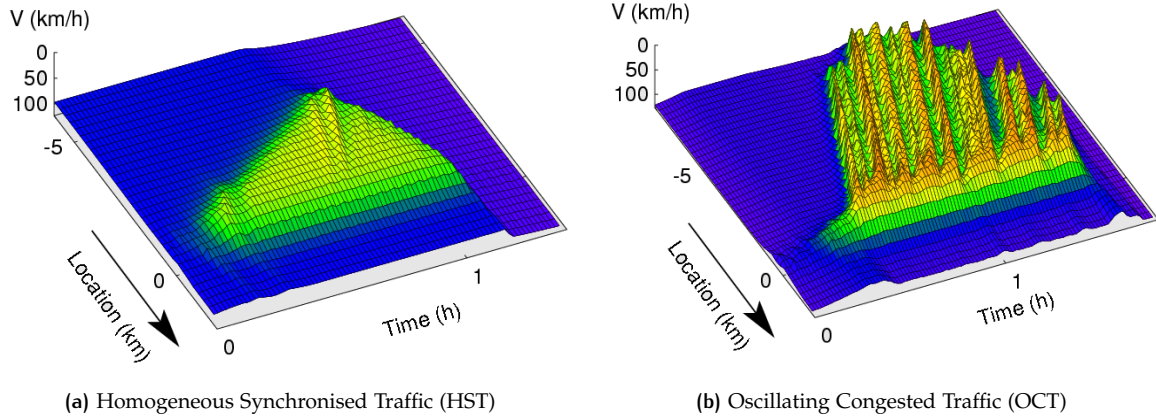 V (km/h)
0
50
100
-5
0
Location (km)
0
Time (h)
1
(a) Homogeneous Synchronised Traffic (HST)
V (km/h)
0
50
100
-5
0
Location (km)
0
Time (h)
1
(b) Oscillating Congested Traffic (OCT)